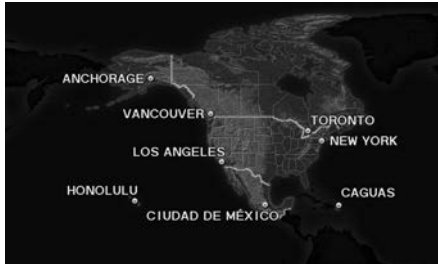 ANCHORAGE
VANCOUVER
TORONTO
NEW YORK
LOS ANGELES
HONOLULU
CAGUAS
CIUDAD DE MÉXICO